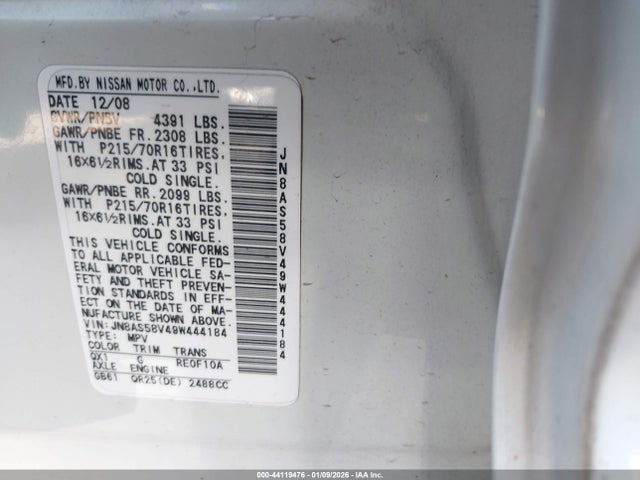 MFD.BY NISSAN MOTOR CO.,LTD.
DATE 12/08
GVWR/PNBV 4391 LBS.
GAWR/PNBE FR. 2308 LBS.
WITH P215/70R16TIRES,
16X6½RIMS.AT 33 PSI
COLD SINGLE.
GAWR/PNBE RR. 2099 LBS.
WITH P215/70R16TIRES,
16X6½RIMS.AT 33 PSI
COLD SINGLE.
THIS VEHICLE CONFORMS
TO ALL APPLICABLE FED-
ERAL MOTOR VEHICLE SA-
FETY AND THEFT PREVEN-
TION STANDARDS IN EFF-
ECT ON THE DATE OF MA-
NUFACTURE SHOWN ABOVE.
VIN: JN8AS58V49W444184
TYPE: MPV
COLOR TRIM TRANS
QX1 G RE0F10A
AXLE ENGINE
GB61 QR25(DE) 2488CC
JN8AS58V49W444184
000-44119476 - 01/09/2026 - IAA, Inc.